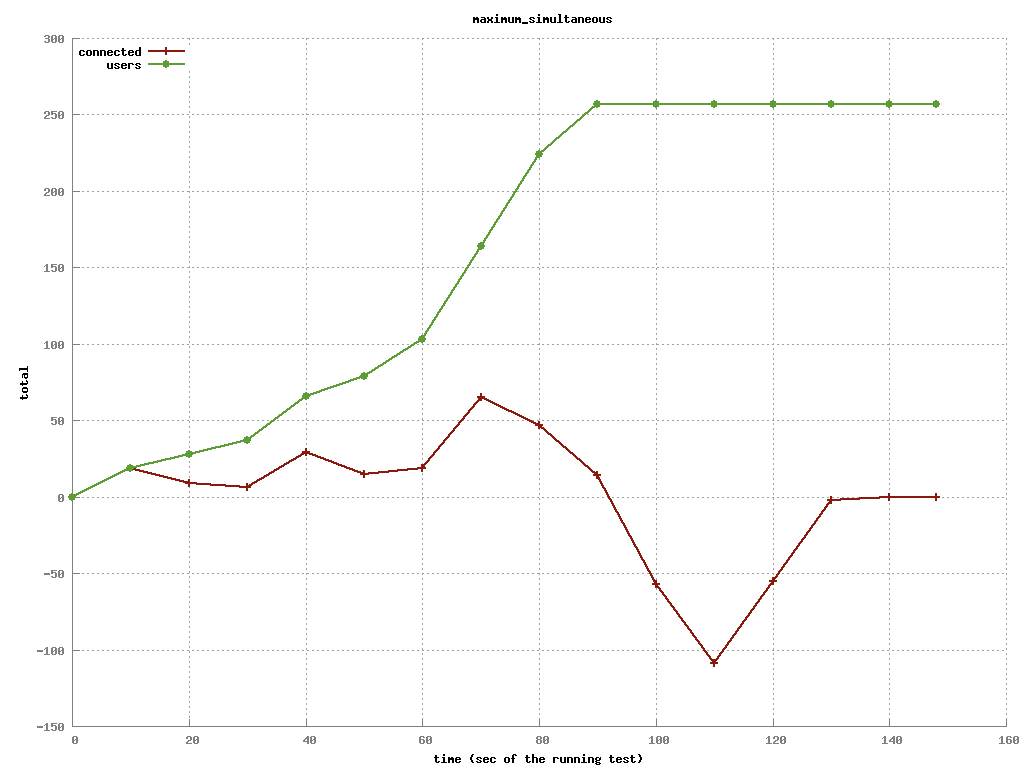 maximum_simultaneous
300
250
200
150
100
50
0
-50
-100
-150
connected
users
total
0 20 40 60 80 100 120 140 160
time (sec of the running test)